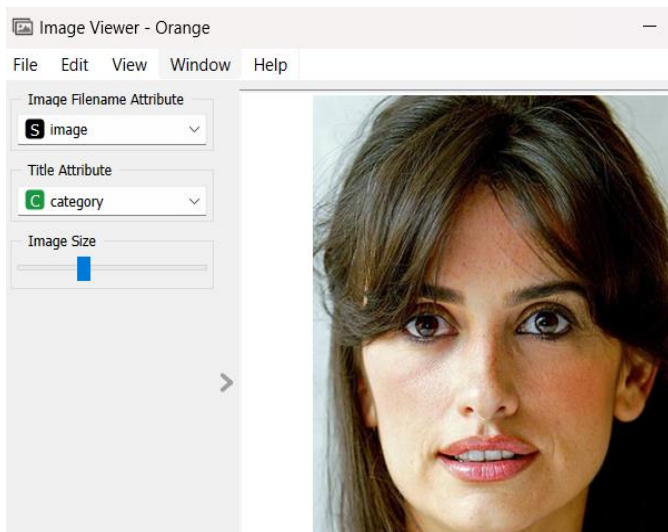 Image Viewer - Orange
File Edit View Window Help
Image Filename Attribute
S image
Title Attribute
C category
Image Size